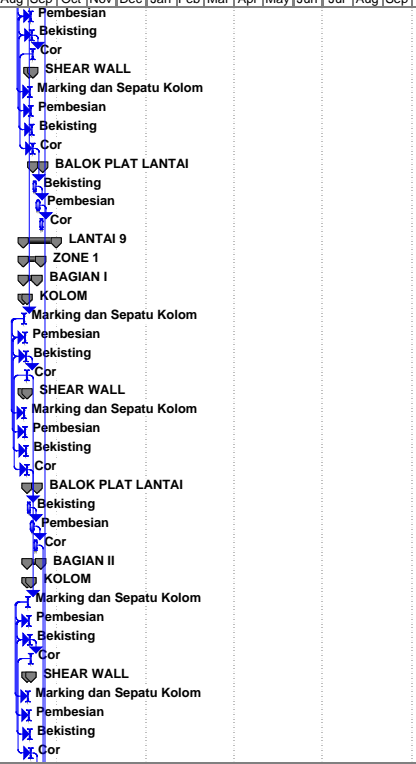 Aug Sep Oct Nov Dec Jan Feb Mar Apr May Jun Jul Aug Sep
Pembesian
Bekisting
Cor
SHEAR WALL
Marking dan Sepatu Kolom
Pembesian
Bekisting
Cor
BALOK PLAT LANTAI
Bekisting
Pembesian
Cor
LANTAI 9
ZONE 1
BAGIAN I
KOLOM
Marking dan Sepatu Kolom
Pembesian
Bekisting
Cor
SHEAR WALL
Marking dan Sepatu Kolom
Pembesian
Bekisting
Cor
BALOK PLAT LANTAI
Bekisting
Pembesian
Cor
BAGIAN II
KOLOM
Marking dan Sepatu Kolom
Pembesian
Bekisting
Cor
SHEAR WALL
Marking dan Sepatu Kolom
Pembesian
Bekisting
Cor